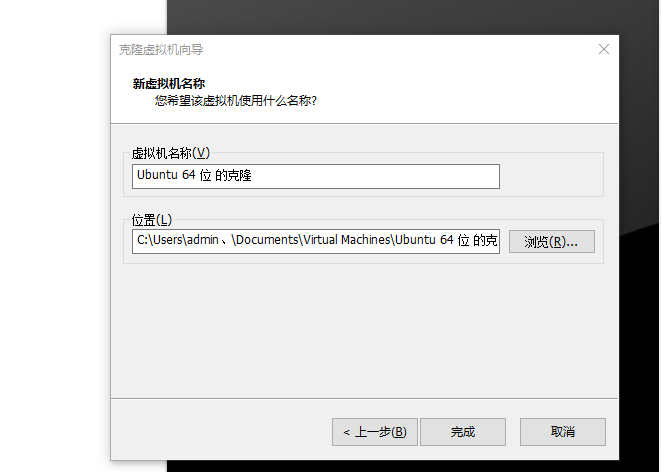 克隆虚拟机向导
新虚拟机名称
您希望该虚拟机使用什么名称?
虚拟机名称(V)
Ubuntu 64 位 的克隆
位置(L)
C:\Users\admin、\Documents\Virtual Machines\Ubuntu 64 位 的克
浏览(R)...
< 上一步(B)
完成
取消